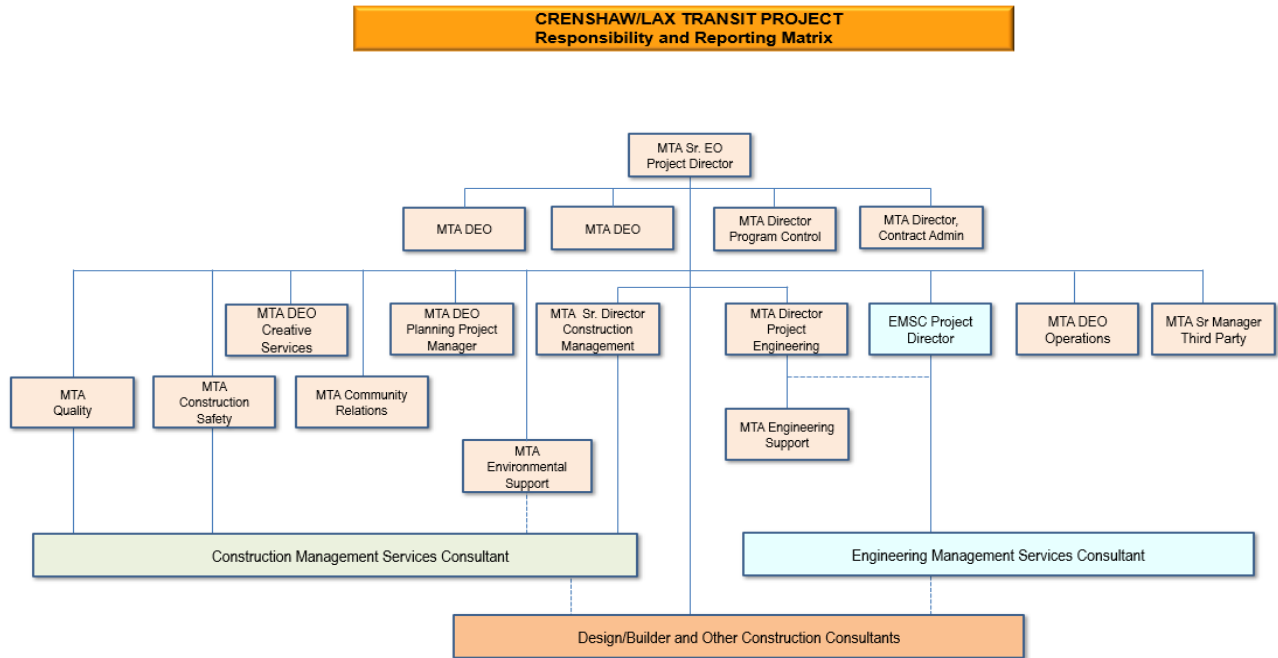 CRENSHAW/LAX TRANSIT PROJECT
Responsibility and Reporting Matrix
MTA Sr. EO
Project Director
MTA DEO
MTA DEO
MTA Director
Program Control
MTA Director,
Contract Admin
MTA DEO
Creative
Services
MTA DEO
Planning Project
Manager
MTA Sr. Director
Construction
Management
MTA Director
Project
Engineering
EMSC Project
Director
MTA DEO
Operations
MTA Sr Manager
Third Party
MTA
Quality
MTA
Construction
Safety
MTA Community
Relations
MTA Engineering
Support
MTA
Environmental
Support
Construction Management Services Consultant
Engineering Management Services Consultant
Design/Builder and Other Construction Consultants